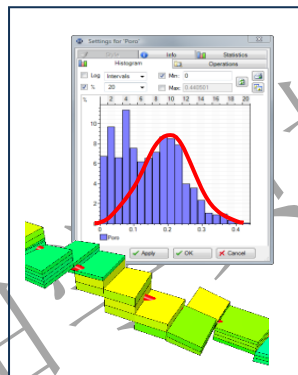 Settings for 'Poro'
Style Info Statistics
Histogram Operations
Log Intervals Min: 0
% 20 Max: 0.440501
% 2 4 6 8 10 12 14 16 18 20
10
8
6
4
2
0
0 0.1 0.2 0.3 0.4
Poro
Apply OK Cancel